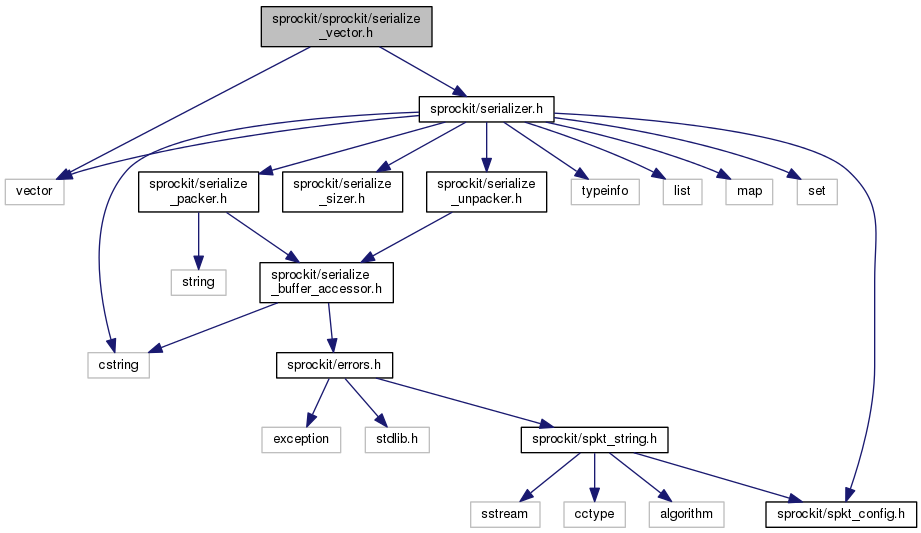 sprockit/sprockit/serialize
_vector.h
sprockit/serializer.h
vector
sprockit/serialize
_packer.h
sprockit/serialize
_sizer.h
sprockit/serialize
_unpacker.h
typeinfo
list
map
set
string
sprockit/serialize
_buffer_accessor.h
cstring
sprockit/errors.h
exception
stdlib.h
sprockit/spkt_string.h
sstream
cctype
algorithm
sprockit/spkt_config.h